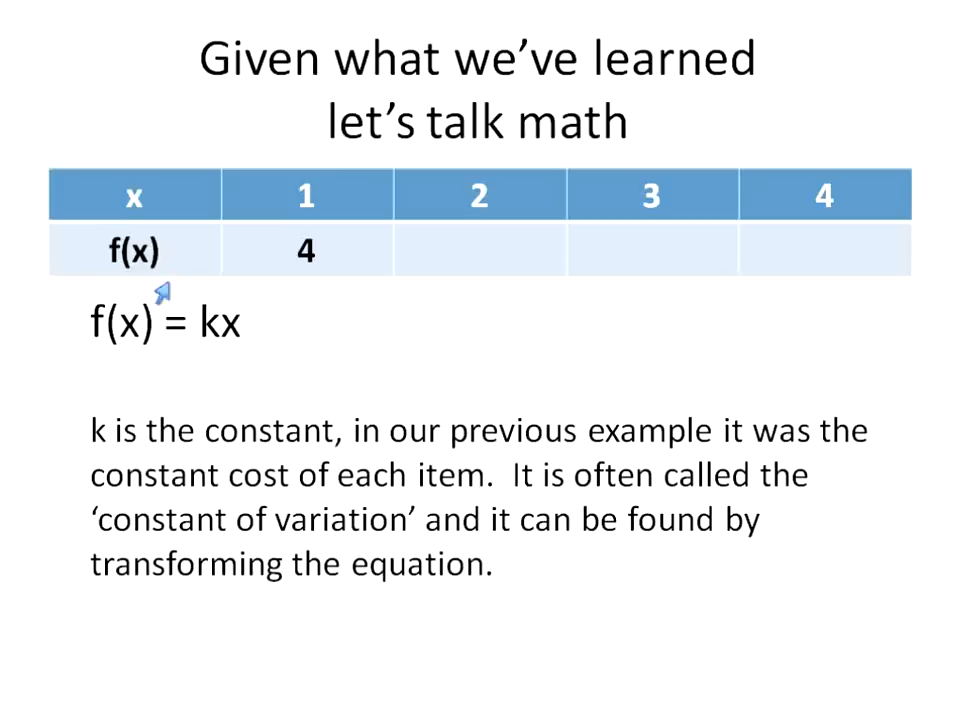 Given what we’ve learned
let’s talk math
x 1 2 3 4
f(x) 4
f(x) = kx
k is the constant, in our previous example it was the
constant cost of each item.  It is often called the
‘constant of variation’ and it can be found by
transforming the equation.